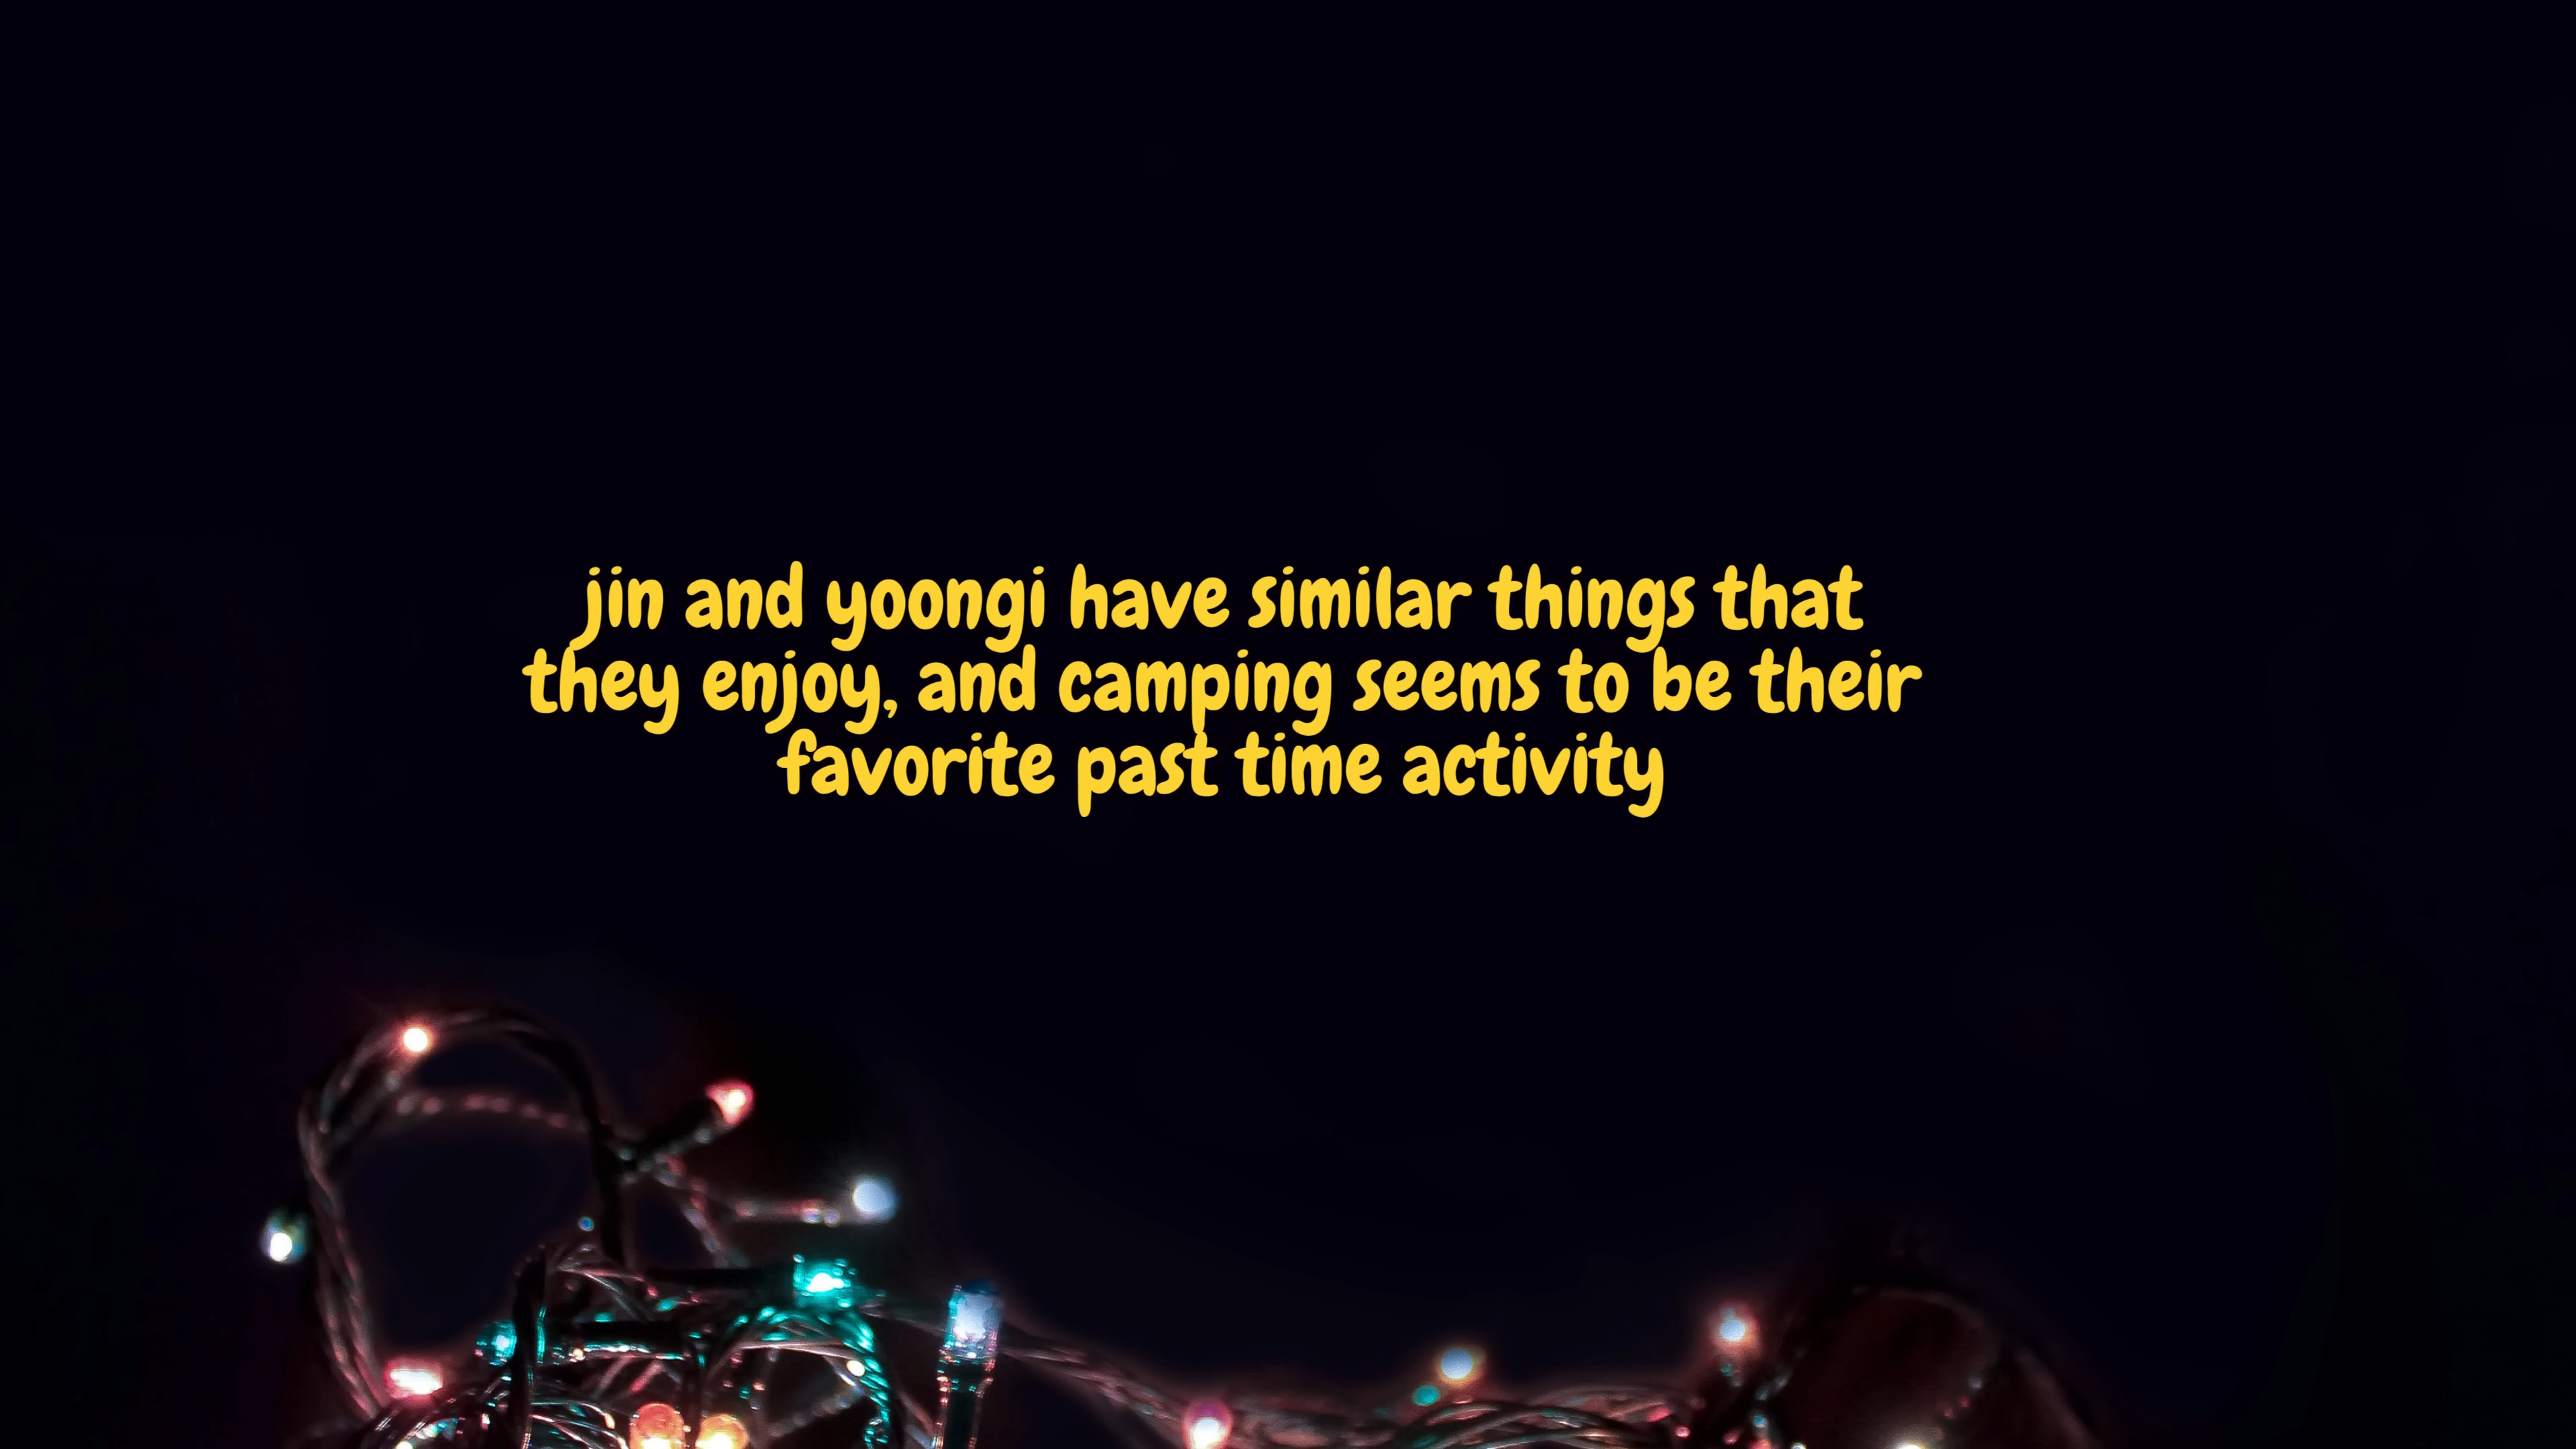 jin and yoongi have similar things that
they enjoy, and camping seems to be their
favorite past time activity